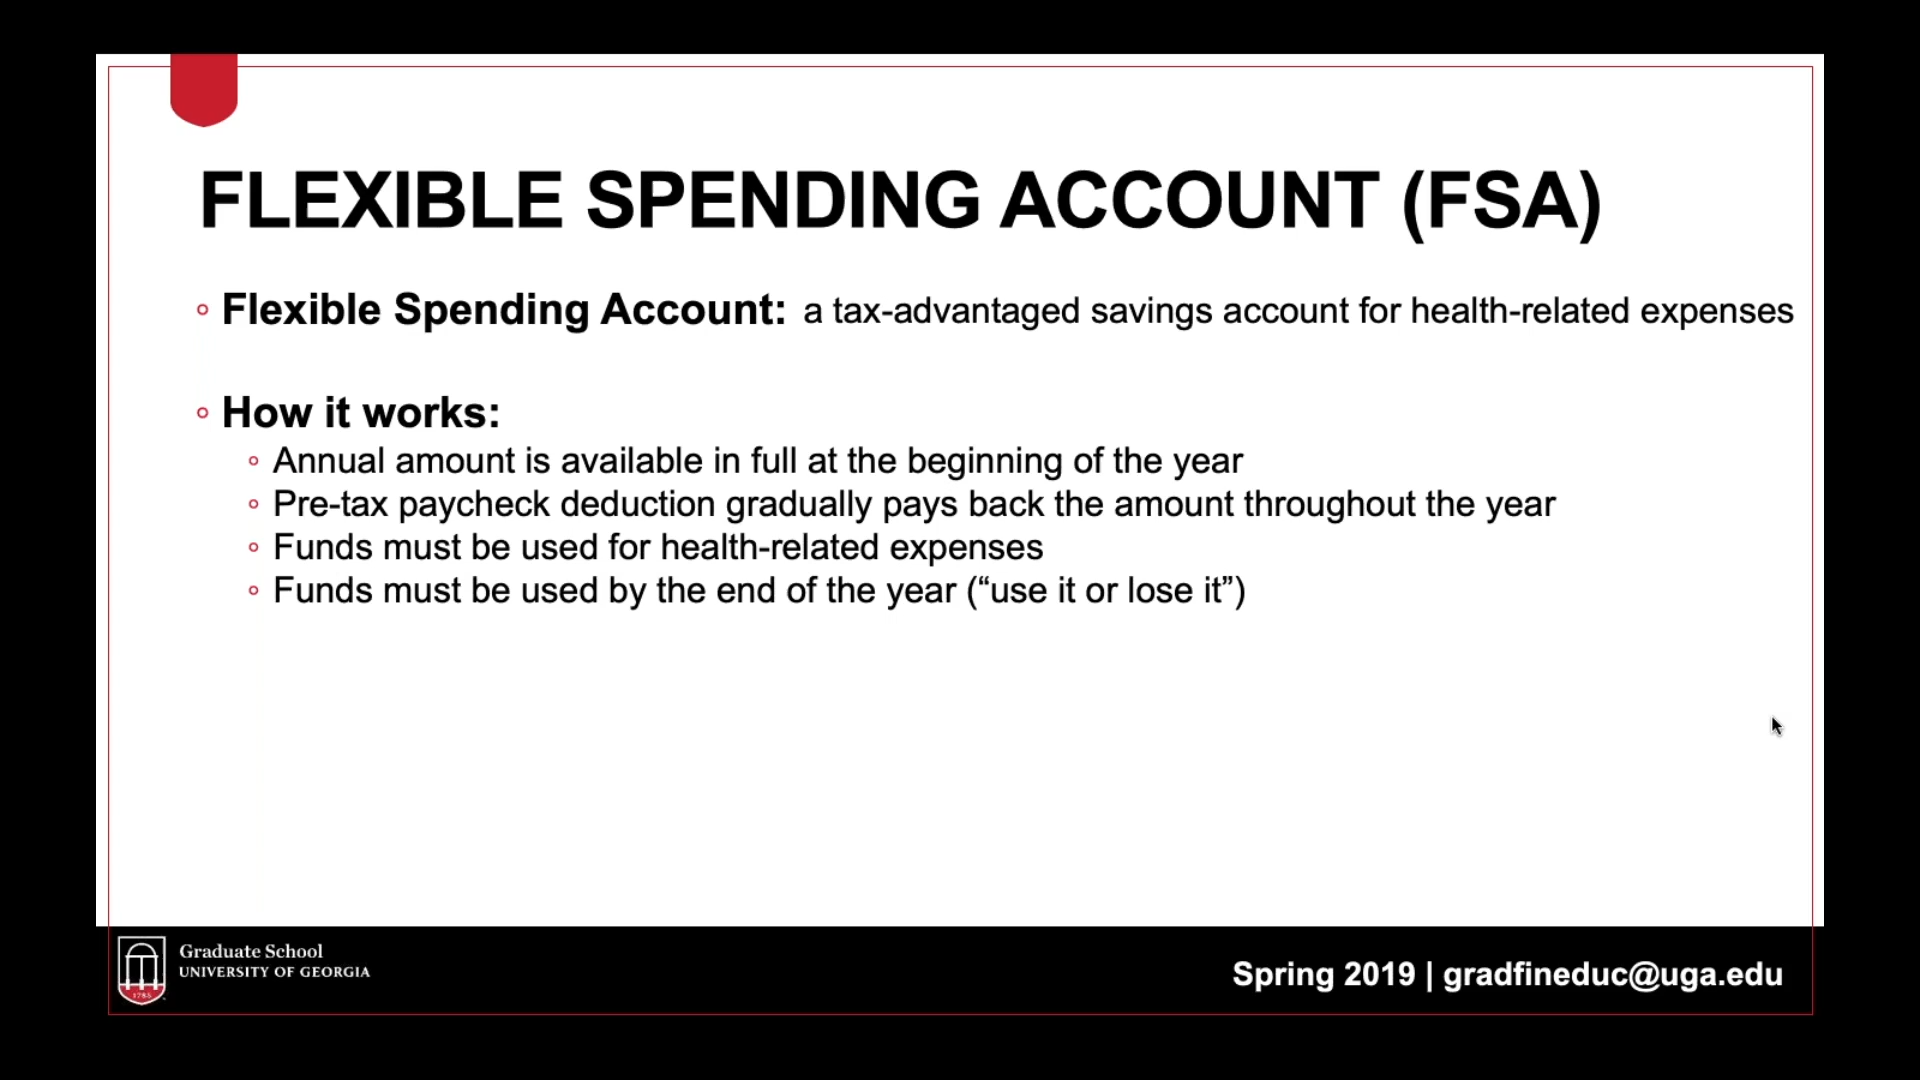 FLEXIBLE SPENDING ACCOUNT (FSA)
Flexible Spending Account: a tax-advantaged savings account for health-related expenses
How it works:
Annual amount is available in full at the beginning of the year
Pre-tax paycheck deduction gradually pays back the amount throughout the year
Funds must be used for health-related expenses
Funds must be used by the end of the year (“use it or lose it”)
Graduate School
UNIVERSITY OF GEORGIA
1785
Spring 2019 | gradfineduc@uga.edu